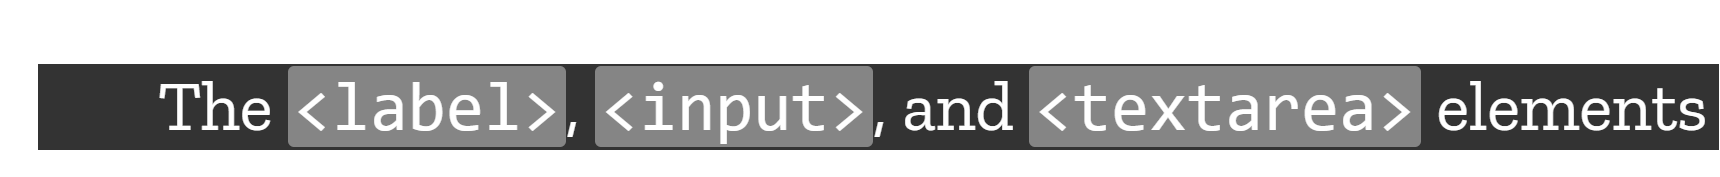 The <label>, <input>, and <textarea> elements